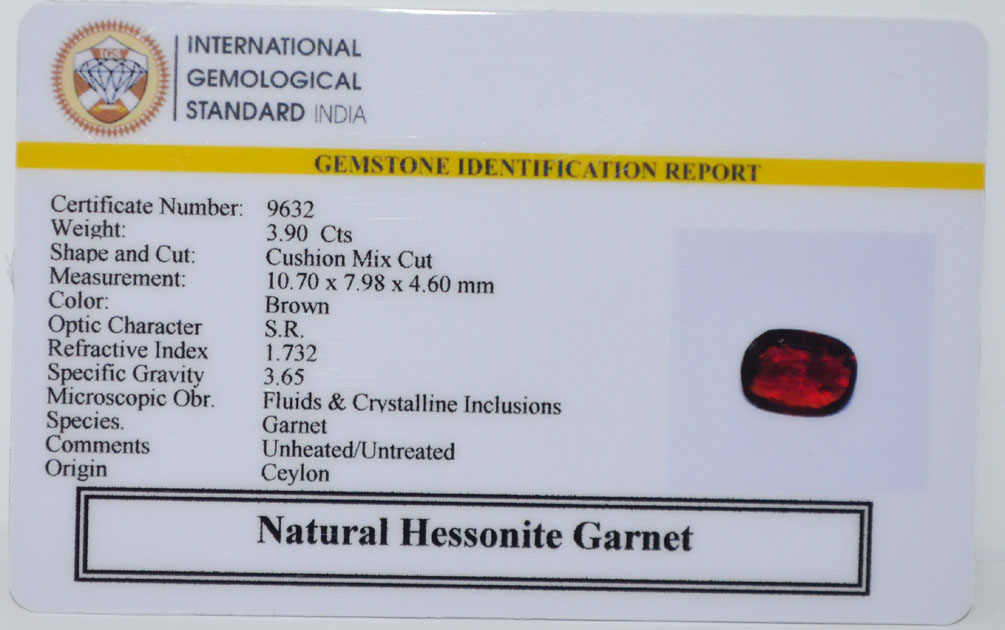 IGS
INTERNATIONAL
GEMOLOGICAL
STANDARD INDIA
GEMSTONE IDENTIFICATION REPORT
Certificate Number: 9632
Weight: 3.90 Cts
Shape and Cut: Cushion Mix Cut
Measurement: 10.70 x 7.98 x 4.60 mm
Color: Brown
Optic Character S.R.
Refractive Index 1.732
Specific Gravity 3.65
Microscopic Obr. Fluids & Crystalline Inclusions
Species. Garnet
Comments Unheated/Untreated
Origin Ceylon
Natural Hessonite Garnet